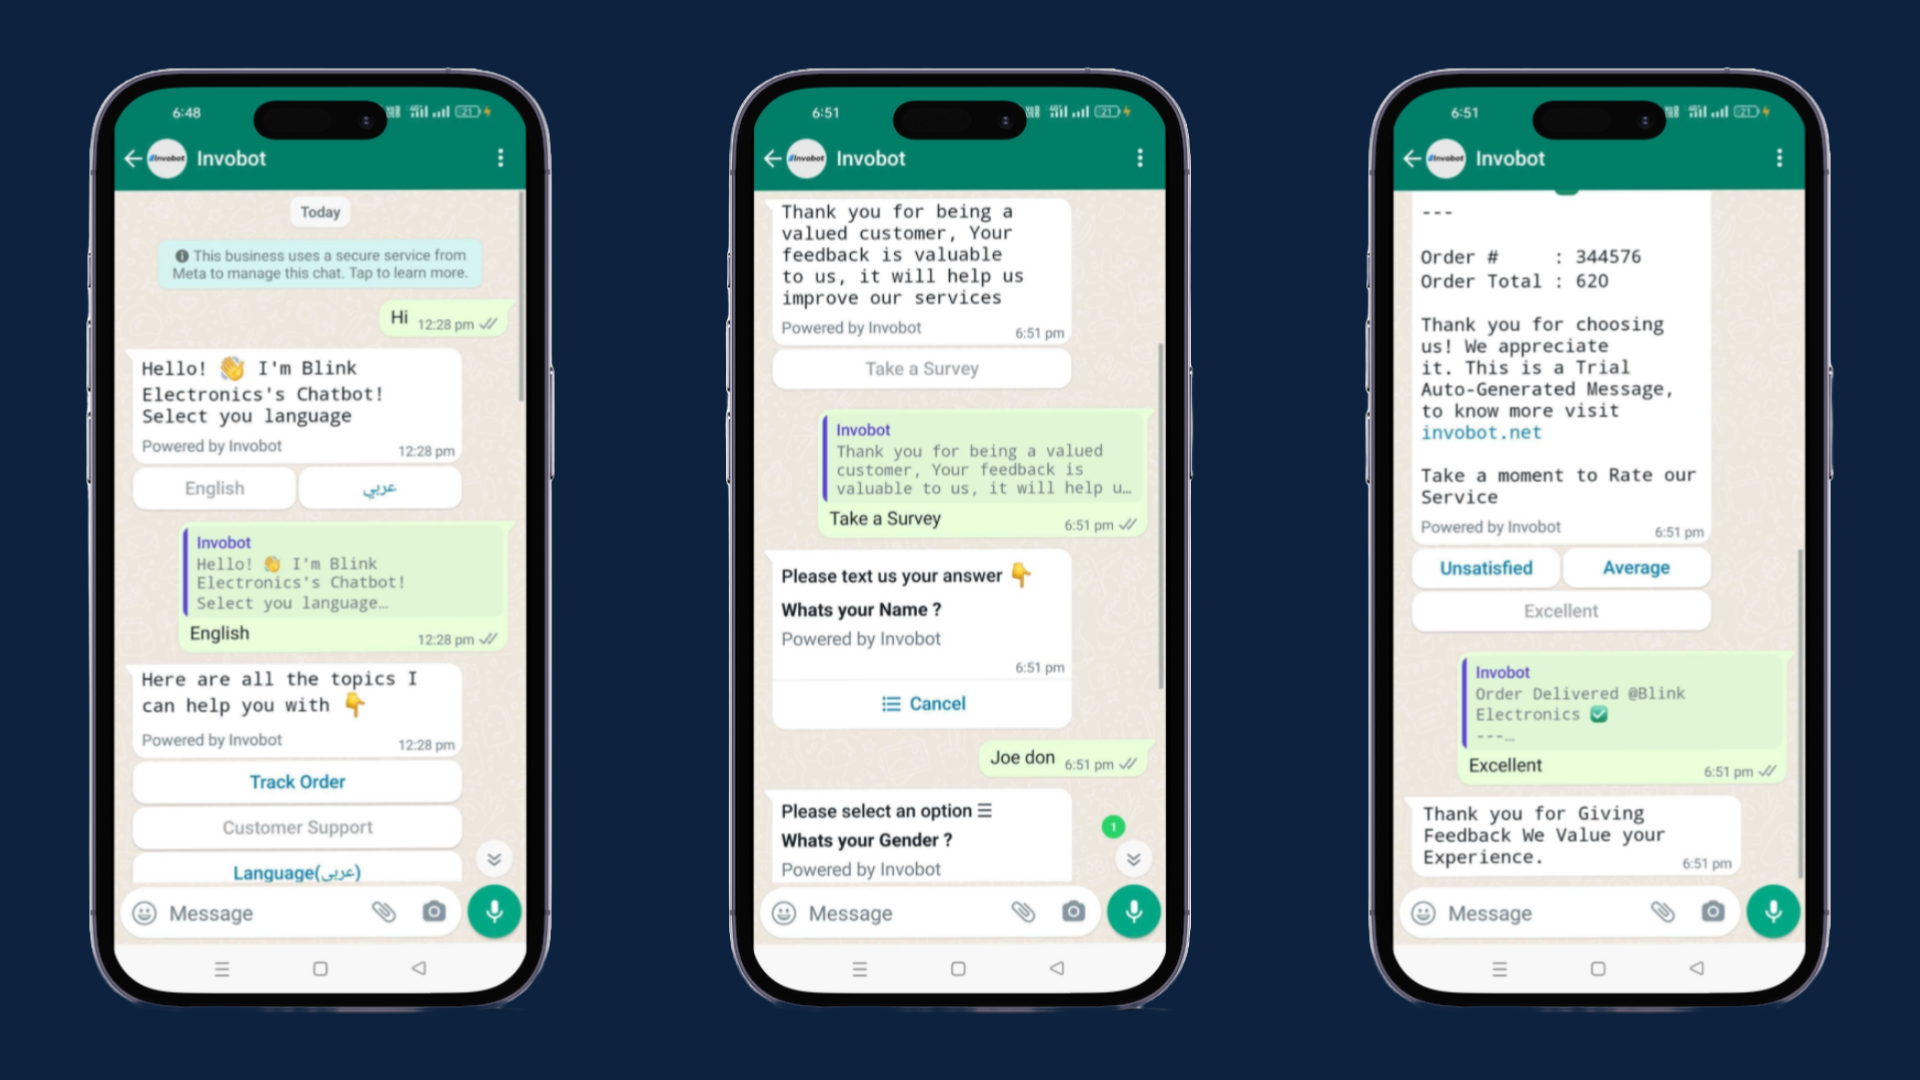 6:48
21
Invobot
Invobot
Today
This business uses a secure service from
Meta to manage this chat. Tap to learn more.
Hi 12:28 pm
Hello! 👋 I'm Blink
Electronics's Chatbot!
Select you language
Powered by Invobot 12:28 pm
English عربي
Invobot
Hello! 👋 I'm Blink
Electronics's Chatbot!
Select you language…
English 12:28 pm
Here are all the topics I
can help you with 👇
Powered by Invobot 12:28 pm
Track Order
Customer Support
Language(عربى)
Message
6:51
21
Invobot
Invobot
Thank you for being a
valued customer, Your
feedback is valuable
to us, it will help us
improve our services
Powered by Invobot 6:51 pm
Take a Survey
Invobot
Thank you for being a valued
customer, Your feedback is
valuable to us, it will help u…
Take a Survey 6:51 pm
Please text us your answer 👇
Whats your Name ?
Powered by Invobot
6:51 pm
Cancel
Joe don 6:51 pm
Please select an option ☰
Whats your Gender ?
Powered by Invobot
1
Message
6:51
21
Invobot
Invobot
---
Order # : 344576
Order Total : 620
Thank you for choosing
us! We appreciate
it. This is a Trial
Auto-Generated Message,
to know more visit
invobot.net
Take a moment to Rate our
Service
Powered by Invobot 6:51 pm
Unsatisfied Average
Excellent
Invobot
Order Delivered @Blink
Electronics ✅
---…
Excellent 6:51 pm
Thank you for Giving
Feedback We Value your
Experience. 6:51 pm
Message